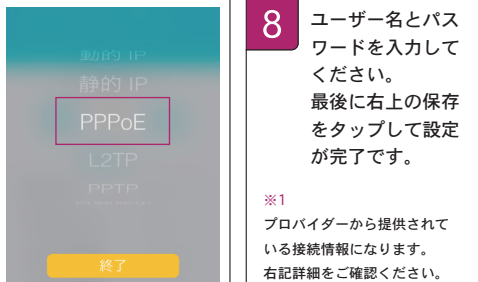 動的 IP
静的 IP
PPPoE
L2TP
PPTP
終了
8
ユーザー名とパス
ワードを入力して
ください。
最後に右上の保存
をタップして設定
が完了です。
※1
プロバイダーから提供されて
いる接続情報になります。
右記詳細をご確認ください。